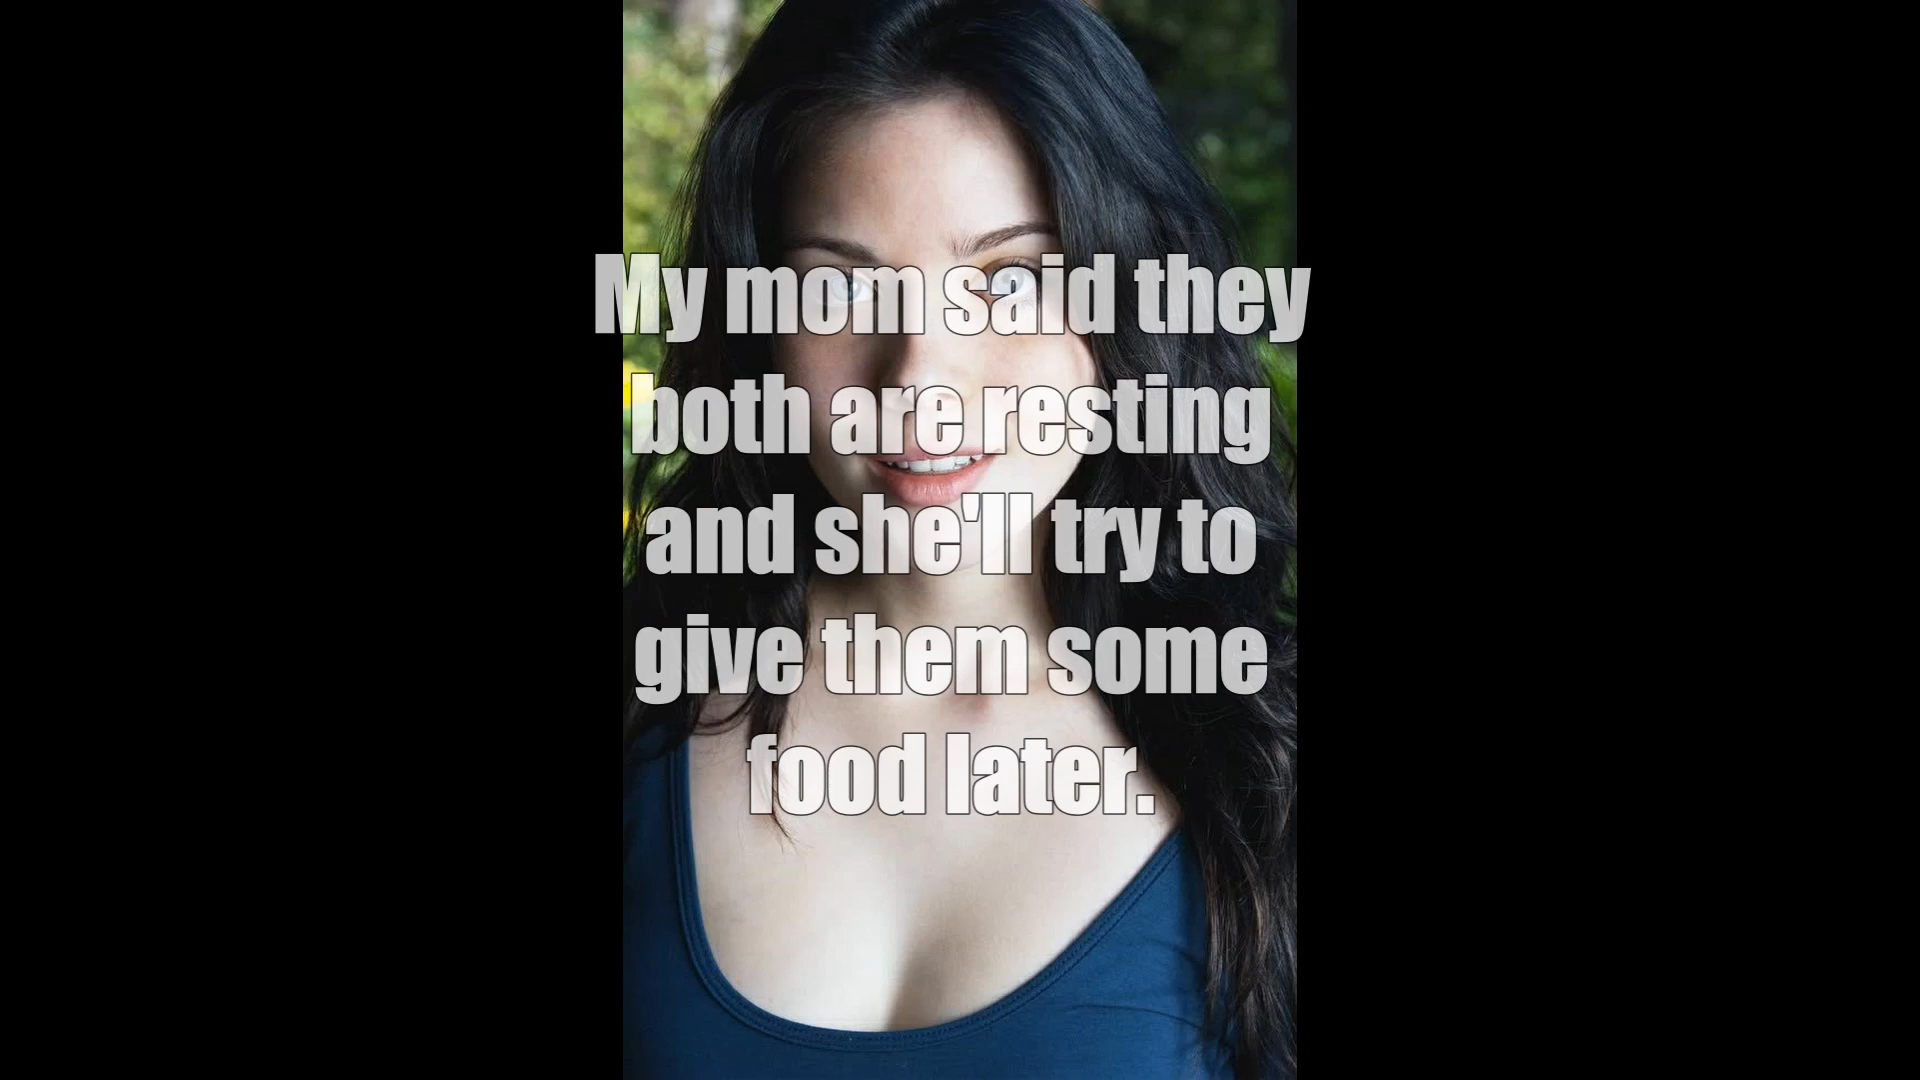 My mom said they
both are resting
and she'll try to
give them some
food later.